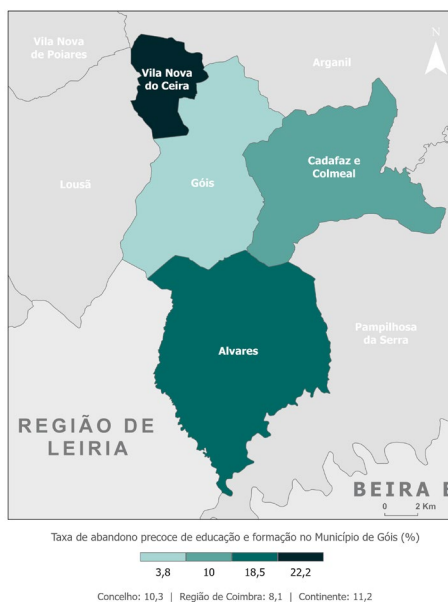 Vila Nova
de Poiares
N
Vila Nova
do Ceira
Arganil
Cadafaz e
Colmeal
Lousã
Góis
Alvares
Pampilhosa
da Serra
REGIÃO DE
LEIRIA
BEIRA B
0 2 Km
Taxa de abandono precoce de educação e formação no Município de Góis (%)
3,8 10 18,5 22,2
Concelho: 10,3 | Região de Coimbra: 8,1 | Continente: 11,2